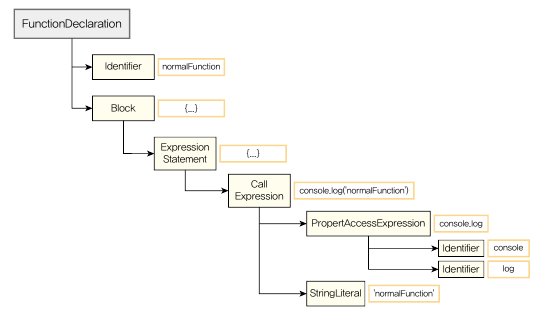 FunctionDeclaration
Identifier normalFunction
Block {...}
Expression
Statement {...}
Call
Expression console.log('normalFunction')
PropertAccessExpression console.log
Identifier console
Identifier log
StringLiteral 'normalFunction'